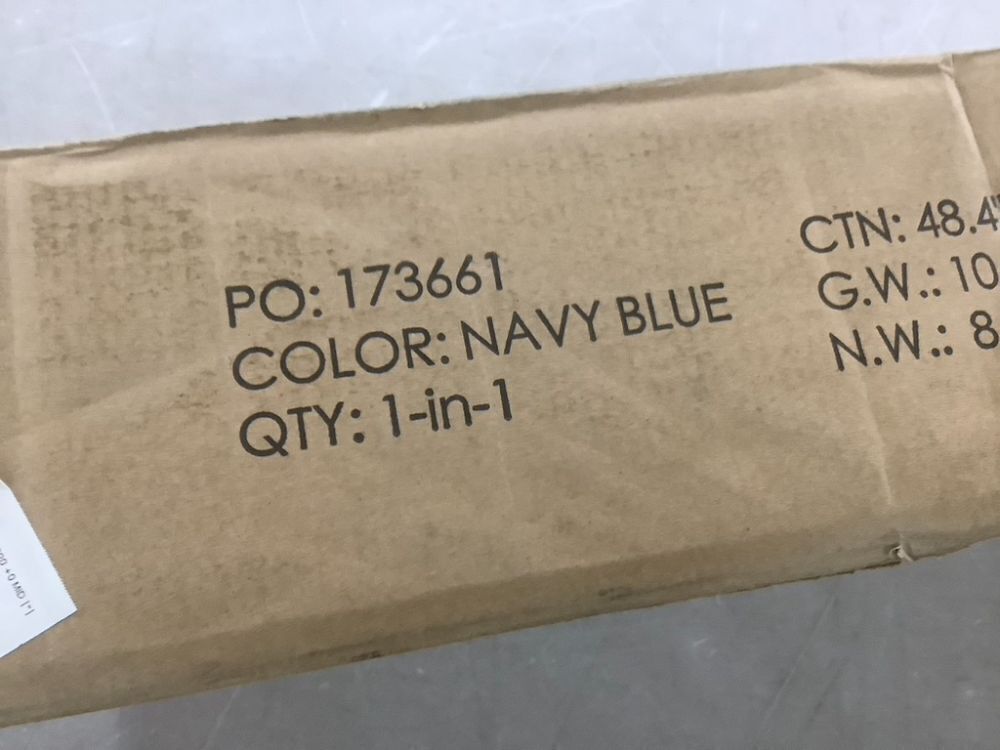 PO: 173661
COLOR: NAVY BLUE
QTY: 1-in-1
CTN: 48.4"
G.W.: 10
N.W.: 8